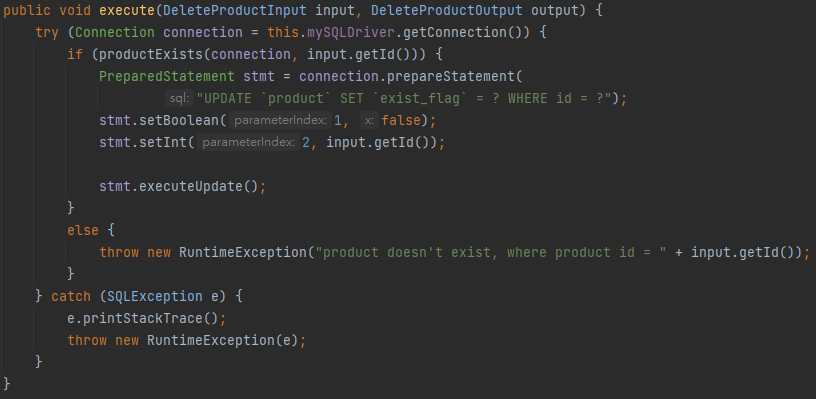 public void execute(DeleteProductInput input, DeleteProductOutput output) {
    try (Connection connection = this.mySQLDriver.getConnection()) {
        if (productExists(connection, input.getId())) {
            PreparedStatement stmt = connection.prepareStatement(
                    sql: "UPDATE `product` SET `exist_flag` = ? WHERE id = ?");
            stmt.setBoolean( parameterIndex: 1, x: false);
            stmt.setInt( parameterIndex: 2, input.getId());

            stmt.executeUpdate();
        }
        else {
            throw new RuntimeException("product doesn't exist, where product id = " + input.getId());
        }
    } catch (SQLException e) {
        e.printStackTrace();
        throw new RuntimeException(e);
    }
}